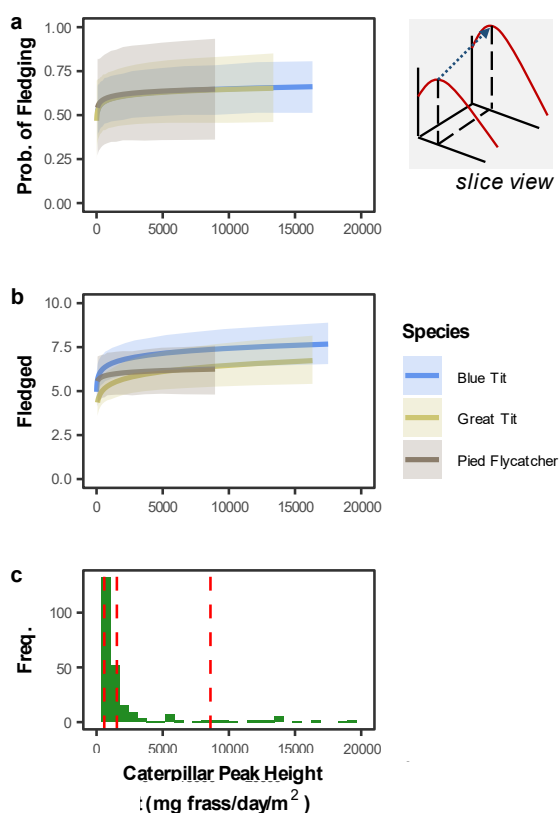 a
Prob. of Fledging
1.00
0.75
0.50
0.25
0.00
0 5000 10000 15000 20000
slice view
b
Fledged
10.0
7.5
5.0
2.5
0.0
0 5000 10000 15000 20000
Species
Blue Tit
Great Tit
Pied Flycatcher
c
Freq.
100
50
0
0 5000 10000 15000 20000
Caterpillar Peak Height
(mg frass/day/m²)